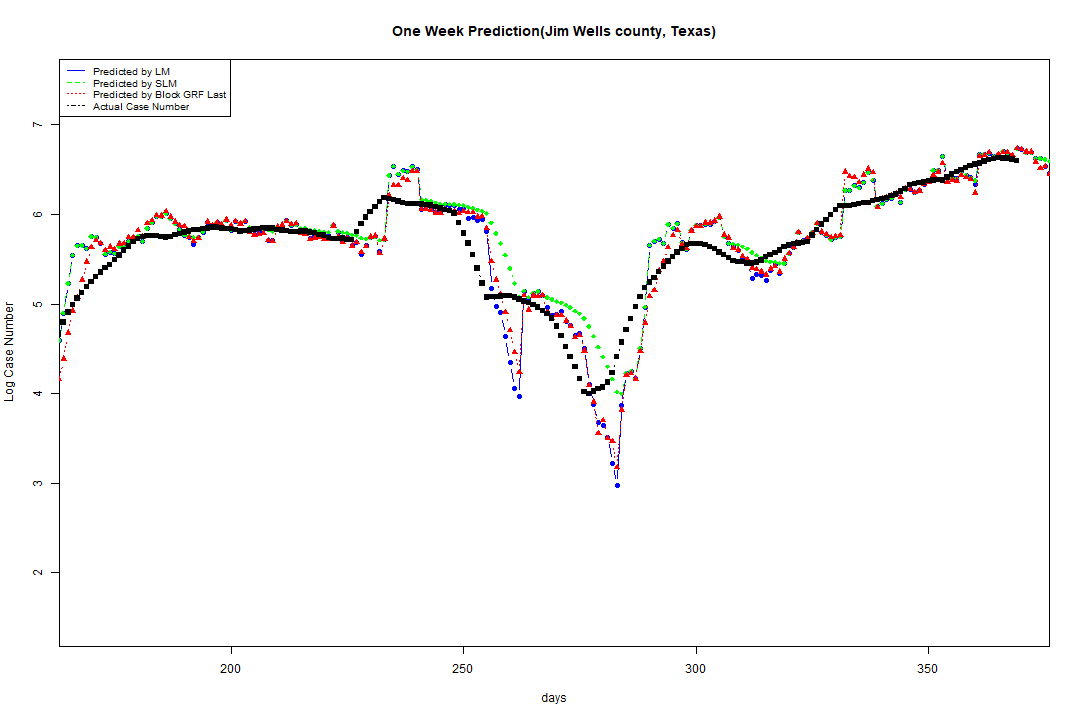 One Week Prediction(Jim Wells county, Texas)
Predicted by LM
Predicted by SLM
Predicted by Block GRF Last
Actual Case Number
7
6
5
4
3
2
Log Case Number
200 250 300 350
days